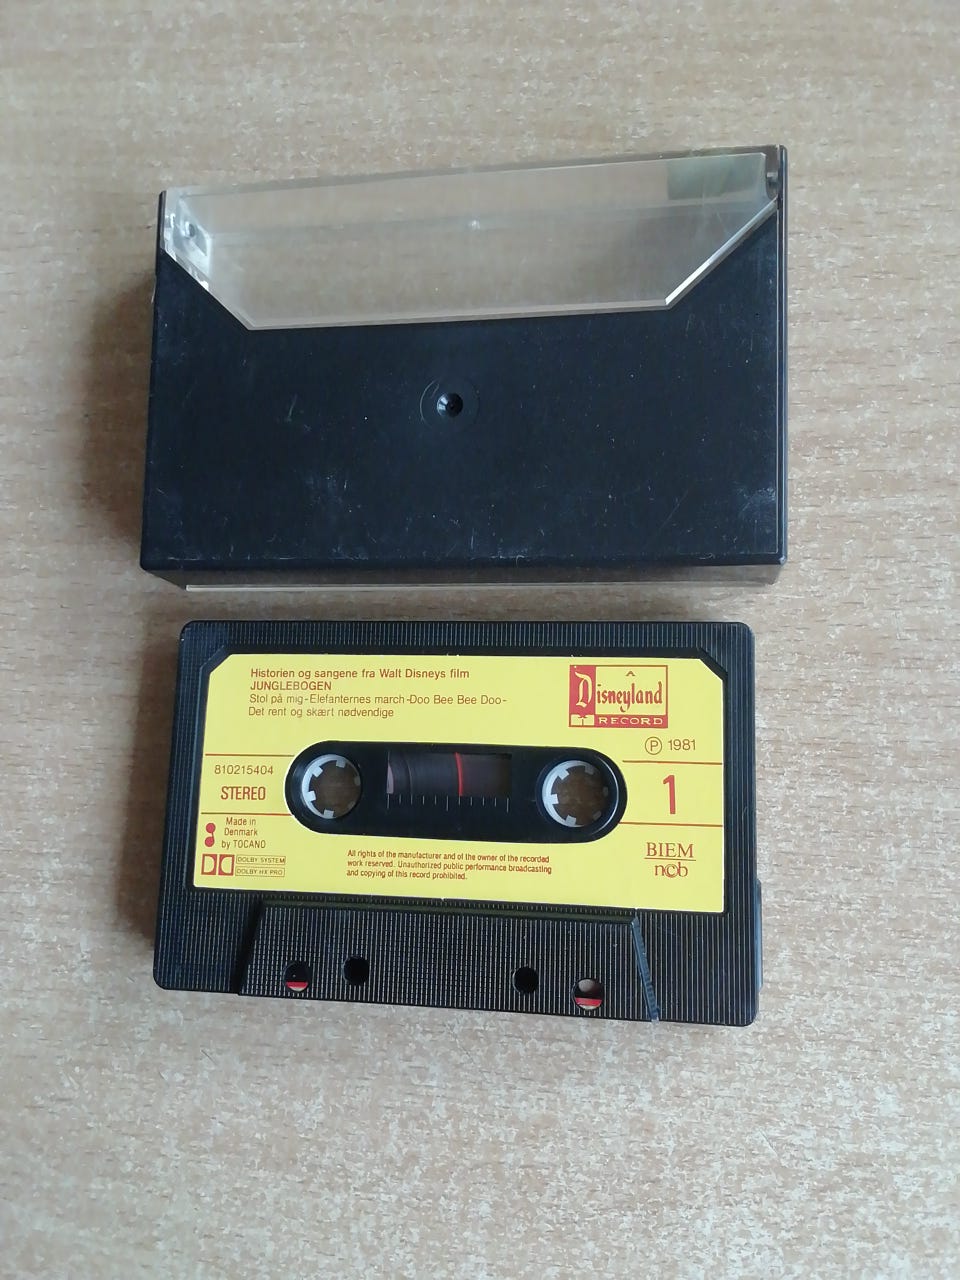 Historien og sangene fra Walt Disneys film
JUNGLEBOGEN
Stol på mig-Elefanternes march-Doo Bee Bee Doo-
Det rent og skært nødvendige
Disneyland
RECORD
Ⓟ 1981
810215404
STEREO
1
Made in
Denmark
by TOCANO
DOLBY SYSTEM
DOLBY HX PRO
All rights of the manufacturer and of the owner of the recorded
work reserved. Unauthorized public performance broadcasting
and copying of this record prohibited.
BIEM
ncb